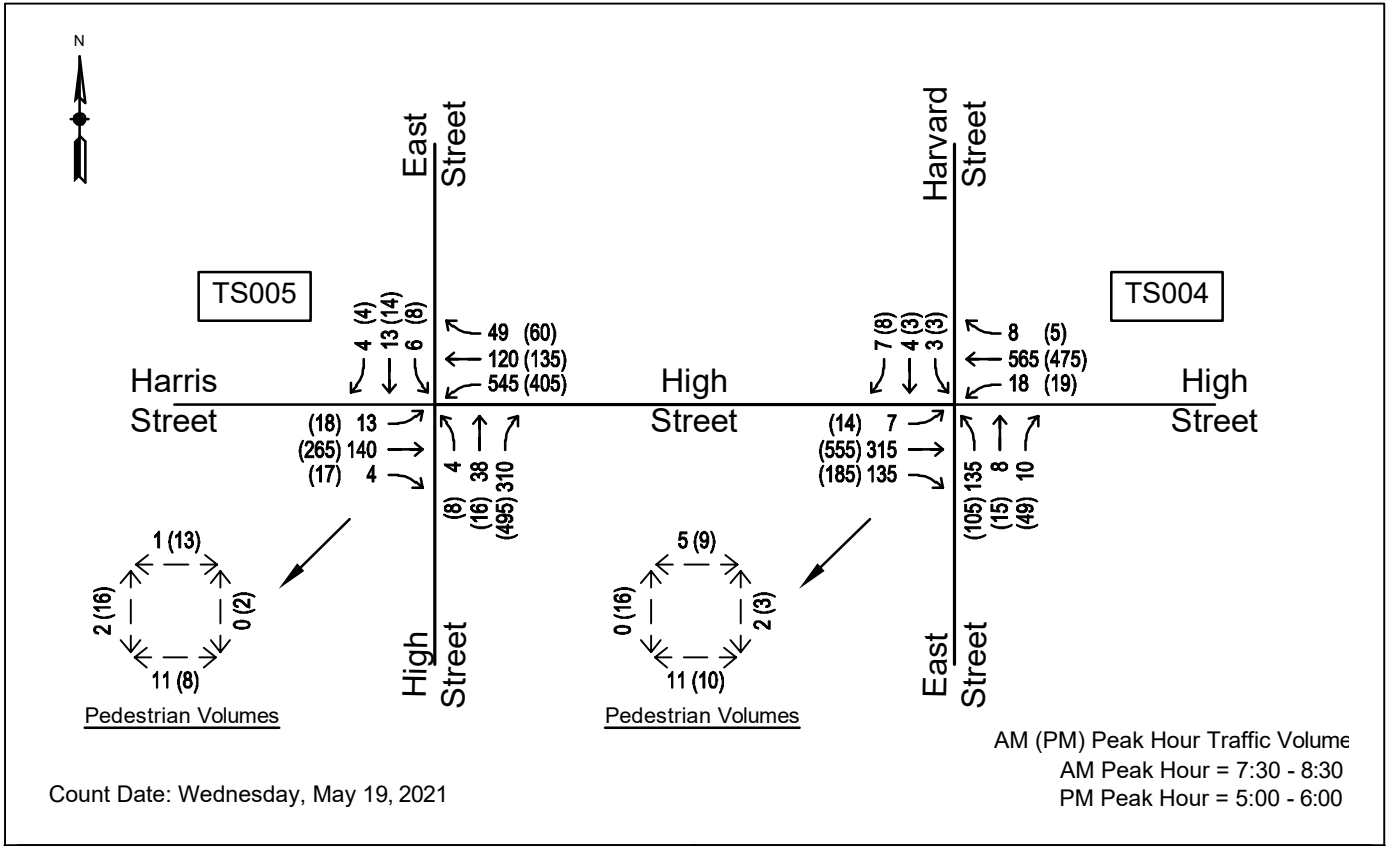 N
East
Street
Harvard
Street
TS005
TS004
4 (4)
13 (14)
6 (8)
49 (60)
120 (135)
545 (405)
7 (8)
4 (3)
3 (3)
8 (5)
565 (475)
18 (19)
Harris
Street
High
Street
High
Street
(18) 13
(265) 140
(17) 4
(8) 4
(16) 38
(495) 310
(14) 7
(555) 315
(185) 135
(105) 135
(15) 8
(49) 10
1 (13)
2 (16)
0 (2)
11 (8)
Pedestrian Volumes
High
Street
5 (9)
0 (16)
2 (3)
11 (10)
Pedestrian Volumes
East
Street
AM (PM) Peak Hour Traffic Volume
AM Peak Hour = 7:30 - 8:30
PM Peak Hour = 5:00 - 6:00
Count Date: Wednesday, May 19, 2021